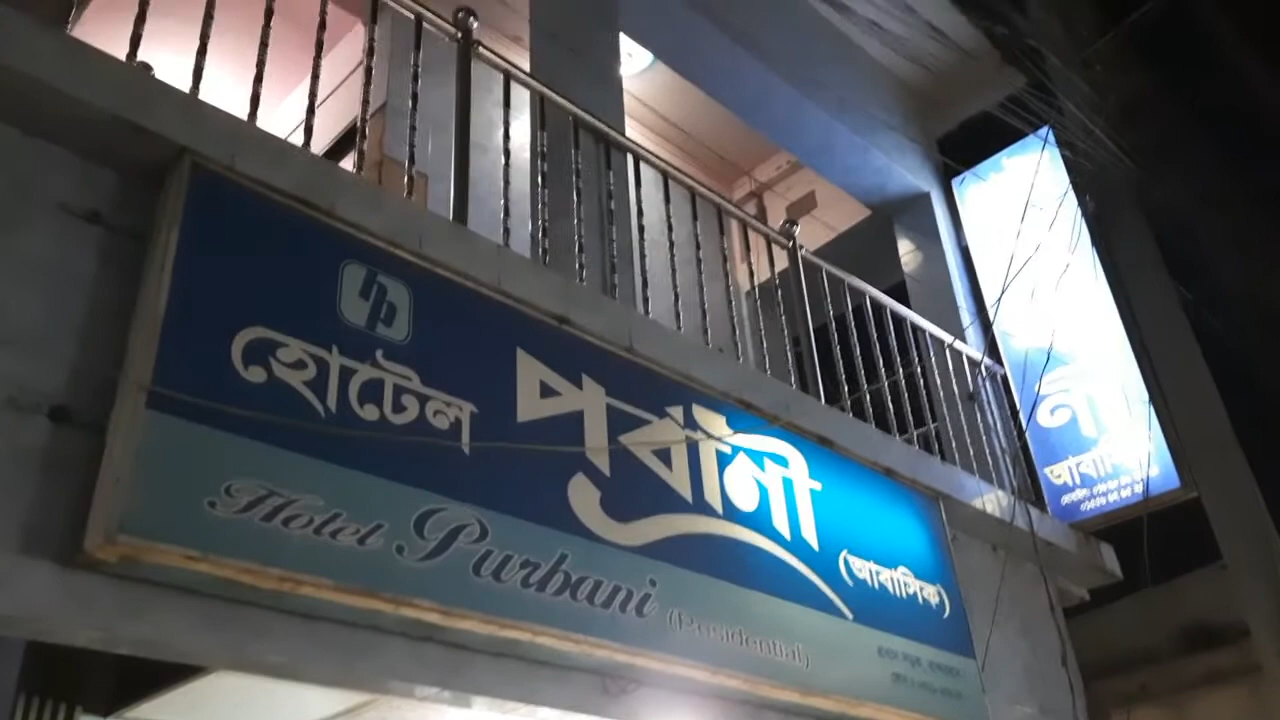 hp
হোটেল পূর্বাণী (আবাসিক)
Hotel Purbani (Residential)
ণী
আবাসিক